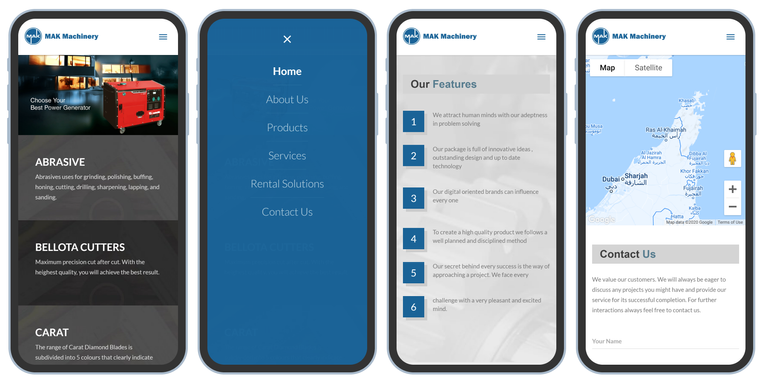 MAK
MAK Machinery
Choose Your
Best Power Generator
ABRASIVE
Abrasives uses for grinding, polishing, buffing,
honing, cutting, drilling, sharpening, lapping, and
sanding.
BELLOTA CUTTERS
Maximum precision cut after cut. With the
heighest quality, you will achieve the best result.
CARAT
The range of Carat Diamond Blades is
subdivided into 5 colours that clearly indicate
Home
About Us
Products
Services
Rental Solutions
Contact Us
MAK
MAK Machinery
Our Features
1
We attract human minds with our adeptness
in problem solving
2
Our package is full of innovative ideas ,
outstanding design and up to date
technology
3
Our digital oriented brands can influence
every one
4
To create a high quality product we follows a
well planned and disciplined method
5
Our secret behind every success is the way of
approaching a project. We face every
6
challenge with a very pleasant and excited
mind.
MAK
MAK Machinery
Map Satellite
Khasab
خصب
Ras Al-Khaimah
رأس الخيمة
Al Jazirah
Al Hamra
الجزيرة
الحمراء
Dubai
دبي
Sharjah
الشارقة
Khor Fakkan
Fujairah
الفجيرة
Hatta
حتا
Google
Map data ©2020 Google Terms of Use
Contact Us
We value our customers. We will always be eager to
discuss any projects you might have and provide our
service for its successful completion. For further
interactions always feel free to contact us.
Your Name